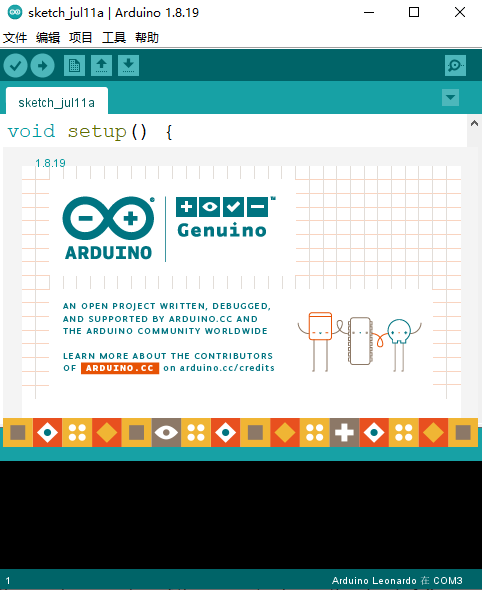 sketch_jul11a | Arduino 1.8.19
文件 编辑 项目 工具 帮助
sketch_jul11a
void setup() {
1.8.19
ARDUINO
Genuino
™
AN OPEN PROJECT WRITTEN, DEBUGGED,
AND SUPPORTED BY ARDUINO.CC AND
THE ARDUINO COMMUNITY WORLDWIDE
LEARN MORE ABOUT THE CONTRIBUTORS
OF ARDUINO.CC on arduino.cc/credits
1
Arduino Leonardo 在 COM3